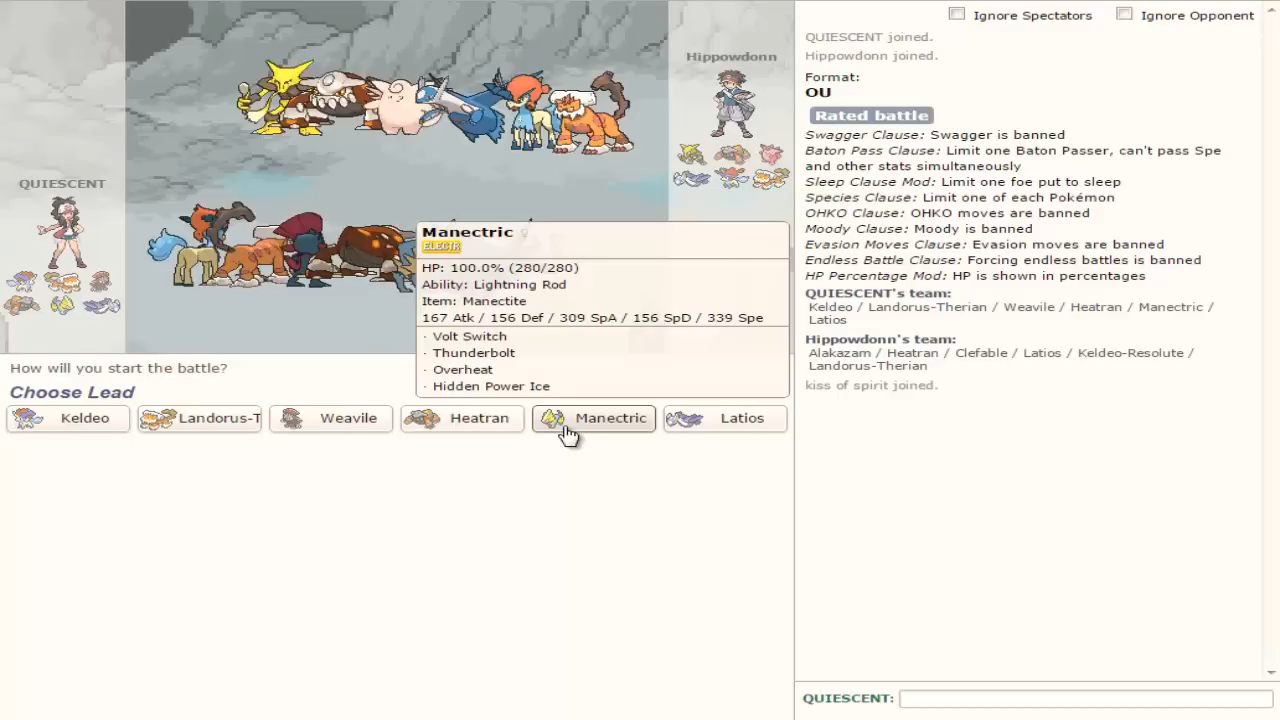 Hippowdonn
QUIESCENT
Manectric
ELECTR
HP: 100.0% (280/280)
Ability: Lightning Rod
Item: Manectite
167 Atk / 156 Def / 309 SpA / 156 SpD / 339 Spe
· Volt Switch
· Thunderbolt
· Overheat
· Hidden Power Ice
How will you start the battle?
Choose Lead
Keldeo
Landorus-T
Weavile
Heatran
Manectric
Latios
Ignore Spectators
Ignore Opponent
QUIESCENT joined.
Hippowdonn joined.
Format:
OU
Rated battle
Swagger Clause: Swagger is banned
Baton Pass Clause: Limit one Baton Passer, can't pass Spe
and other stats simultaneously
Sleep Clause Mod: Limit one foe put to sleep
Species Clause: Limit one of each Pokémon
OHKO Clause: OHKO moves are banned
Moody Clause: Moody is banned
Evasion Moves Clause: Evasion moves are banned
Endless Battle Clause: Forcing endless battles is banned
HP Percentage Mod: HP is shown in percentages
QUIESCENT's team:
Keldeo / Landorus-Therian / Weavile / Heatran / Manectric /
Latios
Hippowdonn's team:
Alakazam / Heatran / Clefable / Latios / Keldeo-Resolute /
Landorus-Therian
kiss of spirit joined.
QUIESCENT: